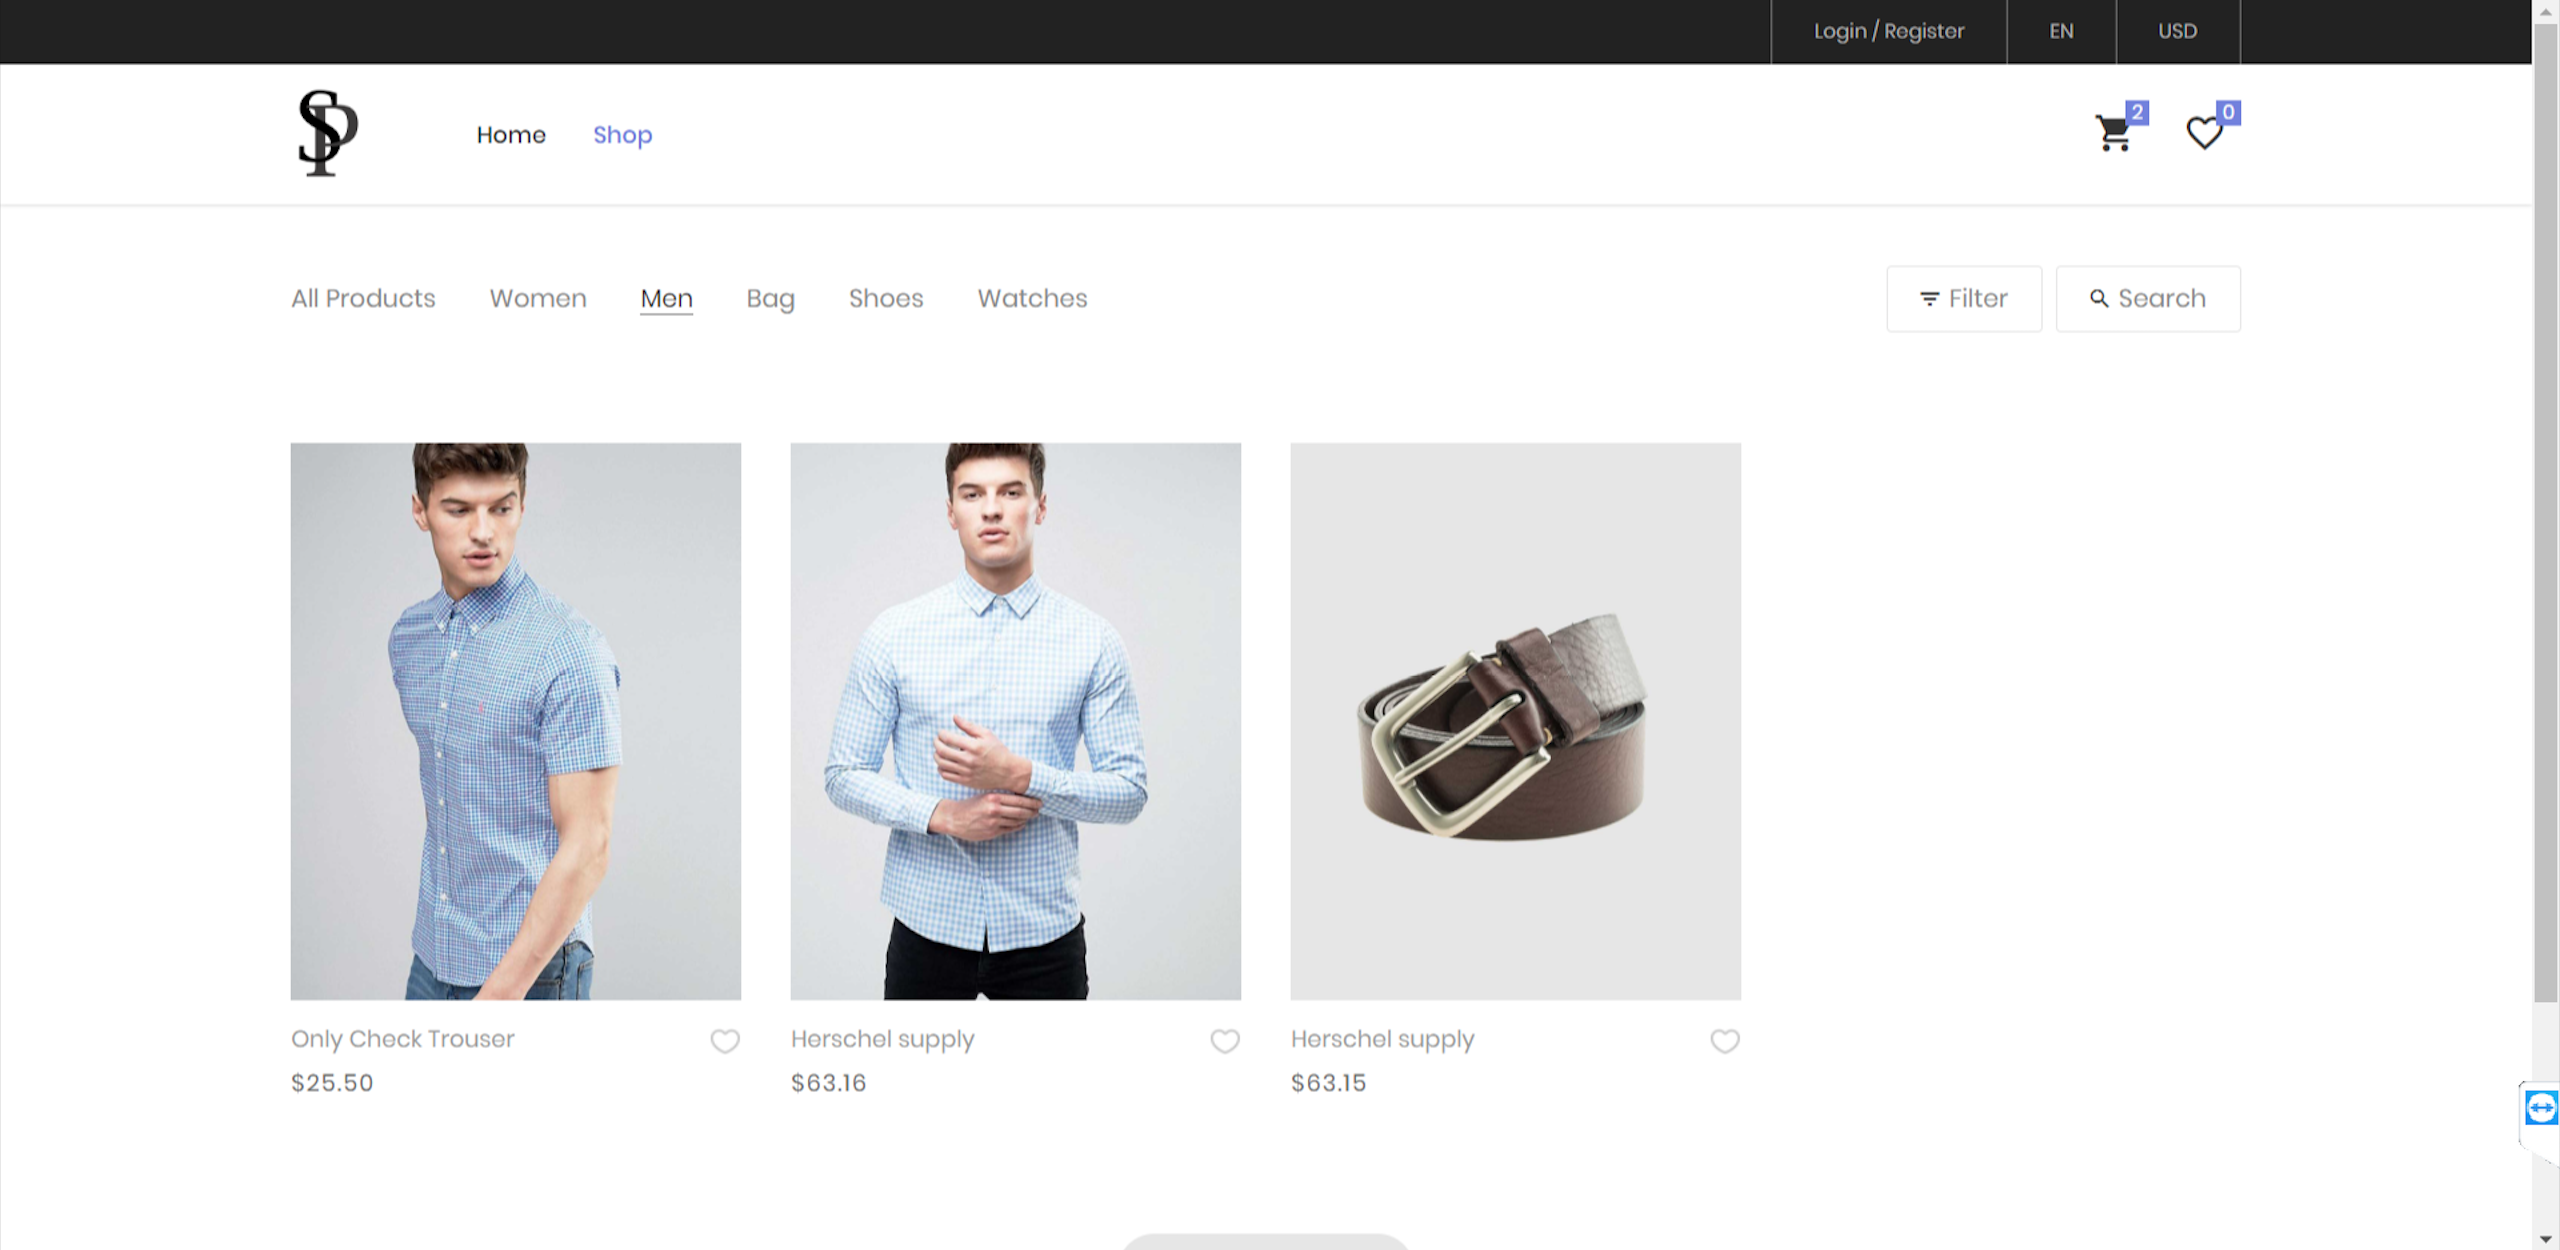 Login / Register EN USD
SP
Home Shop 2 0
All Products Women Men Bag Shoes Watches Filter Search
Only Check Trouser Herschel supply Herschel supply
$25.50 $63.16 $63.15